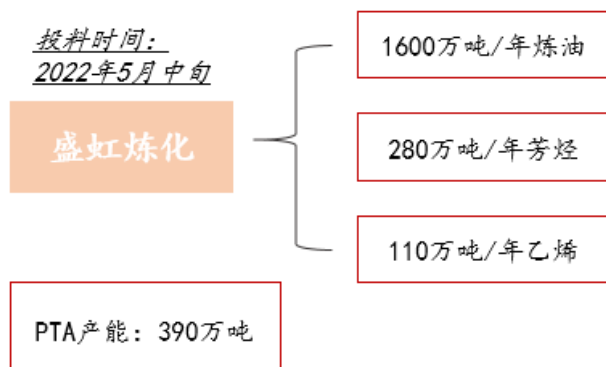 投料时间：
2022年5月中旬
盛虹炼化
1600万吨/年炼油
280万吨/年芳烃
110万吨/年乙烯
PTA产能：390万吨